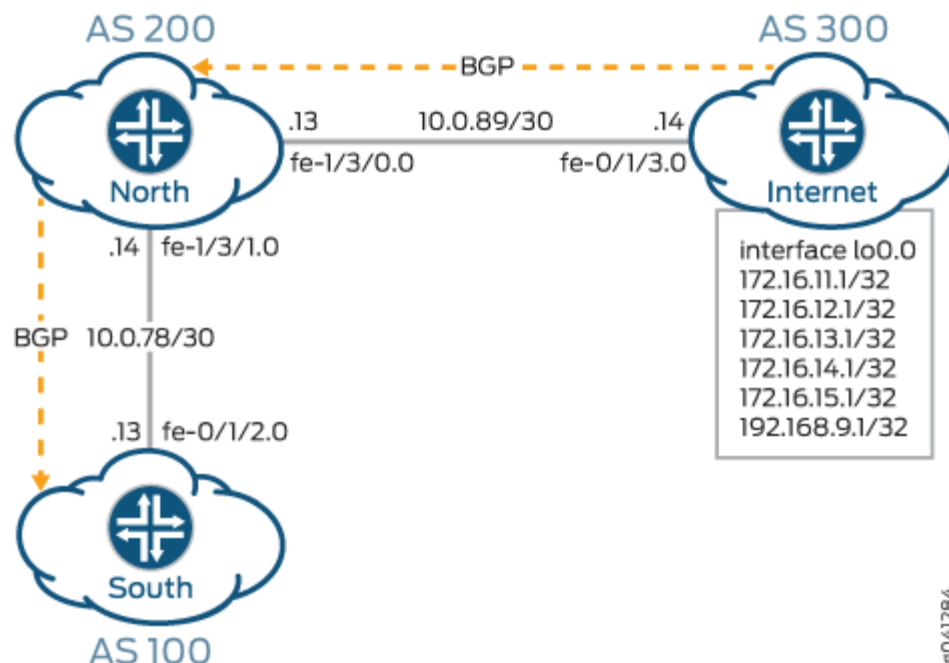 AS 200
AS 300
BGP
.13
10.0.89/30
.14
fe-1/3/0.0
fe-0/1/3.0
North
Internet
.14
fe-1/3/1.0
interface lo0.0
172.16.11.1/32
172.16.12.1/32
172.16.13.1/32
172.16.14.1/32
172.16.15.1/32
192.168.9.1/32
BGP
10.0.78/30
.13
fe-0/1/2.0
South
AS 100
g041284